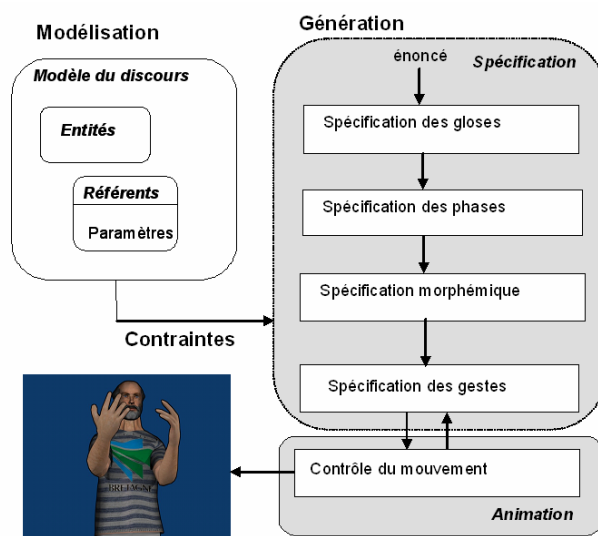 Modélisation
Modèle du discours
Entités
Référents
Paramètres
Contraintes
Génération
énoncé
Spécification
Spécification des gloses
Spécification des phases
Spécification morphémique
Spécification des gestes
Contrôle du mouvement
Animation
BRETAGNE